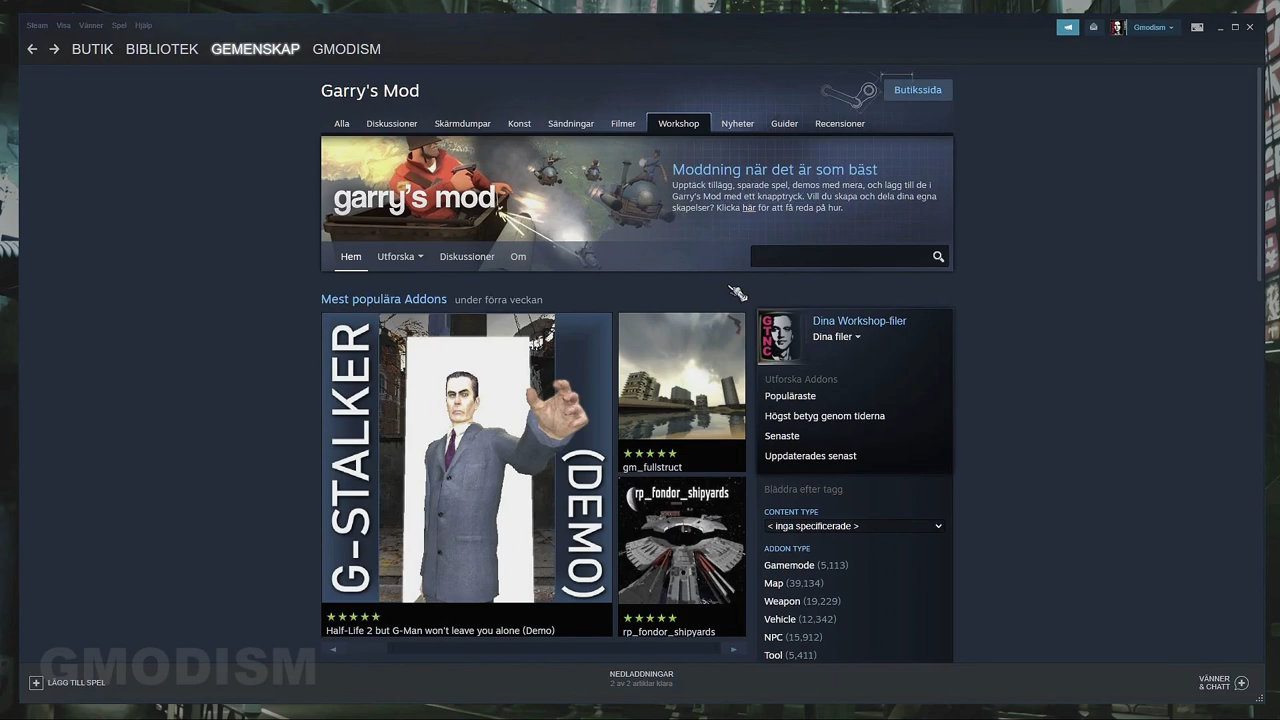 Steam Visa Vänner Spel Hjälp
Gmodism
BUTIK BIBLIOTEK GEMENSKAP GMODISM
Garry's Mod
Butikssida
Alla Diskussioner Skärmdumpar Konst Sändningar Filmer Workshop Nyheter Guider Recensioner
garry's mod
Moddning när det är som bäst
Upptäck tillägg, sparade spel, demos med mera, och lägg till de i
Garry's Mod med ett knapptryck. Vill du skapa och dela dina egna
skapelser? Klicka här för att få reda på hur.
Hem Utforska Diskussioner Om
Mest populära Addons under förra veckan
G-STALKER
(DEMO)
Half-Life 2 but G-Man won't leave you alone (Demo)
gm_fullstruct
rp_fondor_shipyards
rp_fondor_shipyards
GTNC
Dina Workshop-filer
Dina filer
Utforska Addons
Populäraste
Högst betyg genom tiderna
Senaste
Uppdaterades senast
Bläddra efter tagg
CONTENT TYPE
< inga specificerade >
ADDON TYPE
Gamemode (5,113)
Map (39,134)
Weapon (19,229)
Vehicle (12,342)
NPC (15,912)
Tool (5,411)
GMODISM
LÄGG TILL SPEL
NEDLADDNINGAR
2 av 2 artiklar klara
VÄNNER
& CHATT